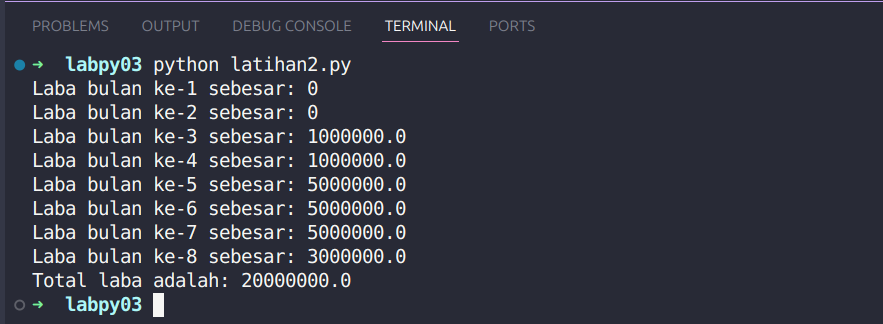 PROBLEMS OUTPUT DEBUG CONSOLE TERMINAL PORTS
➜ labpy03 python latihan2.py
Laba bulan ke-1 sebesar: 0
Laba bulan ke-2 sebesar: 0
Laba bulan ke-3 sebesar: 1000000.0
Laba bulan ke-4 sebesar: 1000000.0
Laba bulan ke-5 sebesar: 5000000.0
Laba bulan ke-6 sebesar: 5000000.0
Laba bulan ke-7 sebesar: 5000000.0
Laba bulan ke-8 sebesar: 3000000.0
Total laba adalah: 20000000.0
➜ labpy03